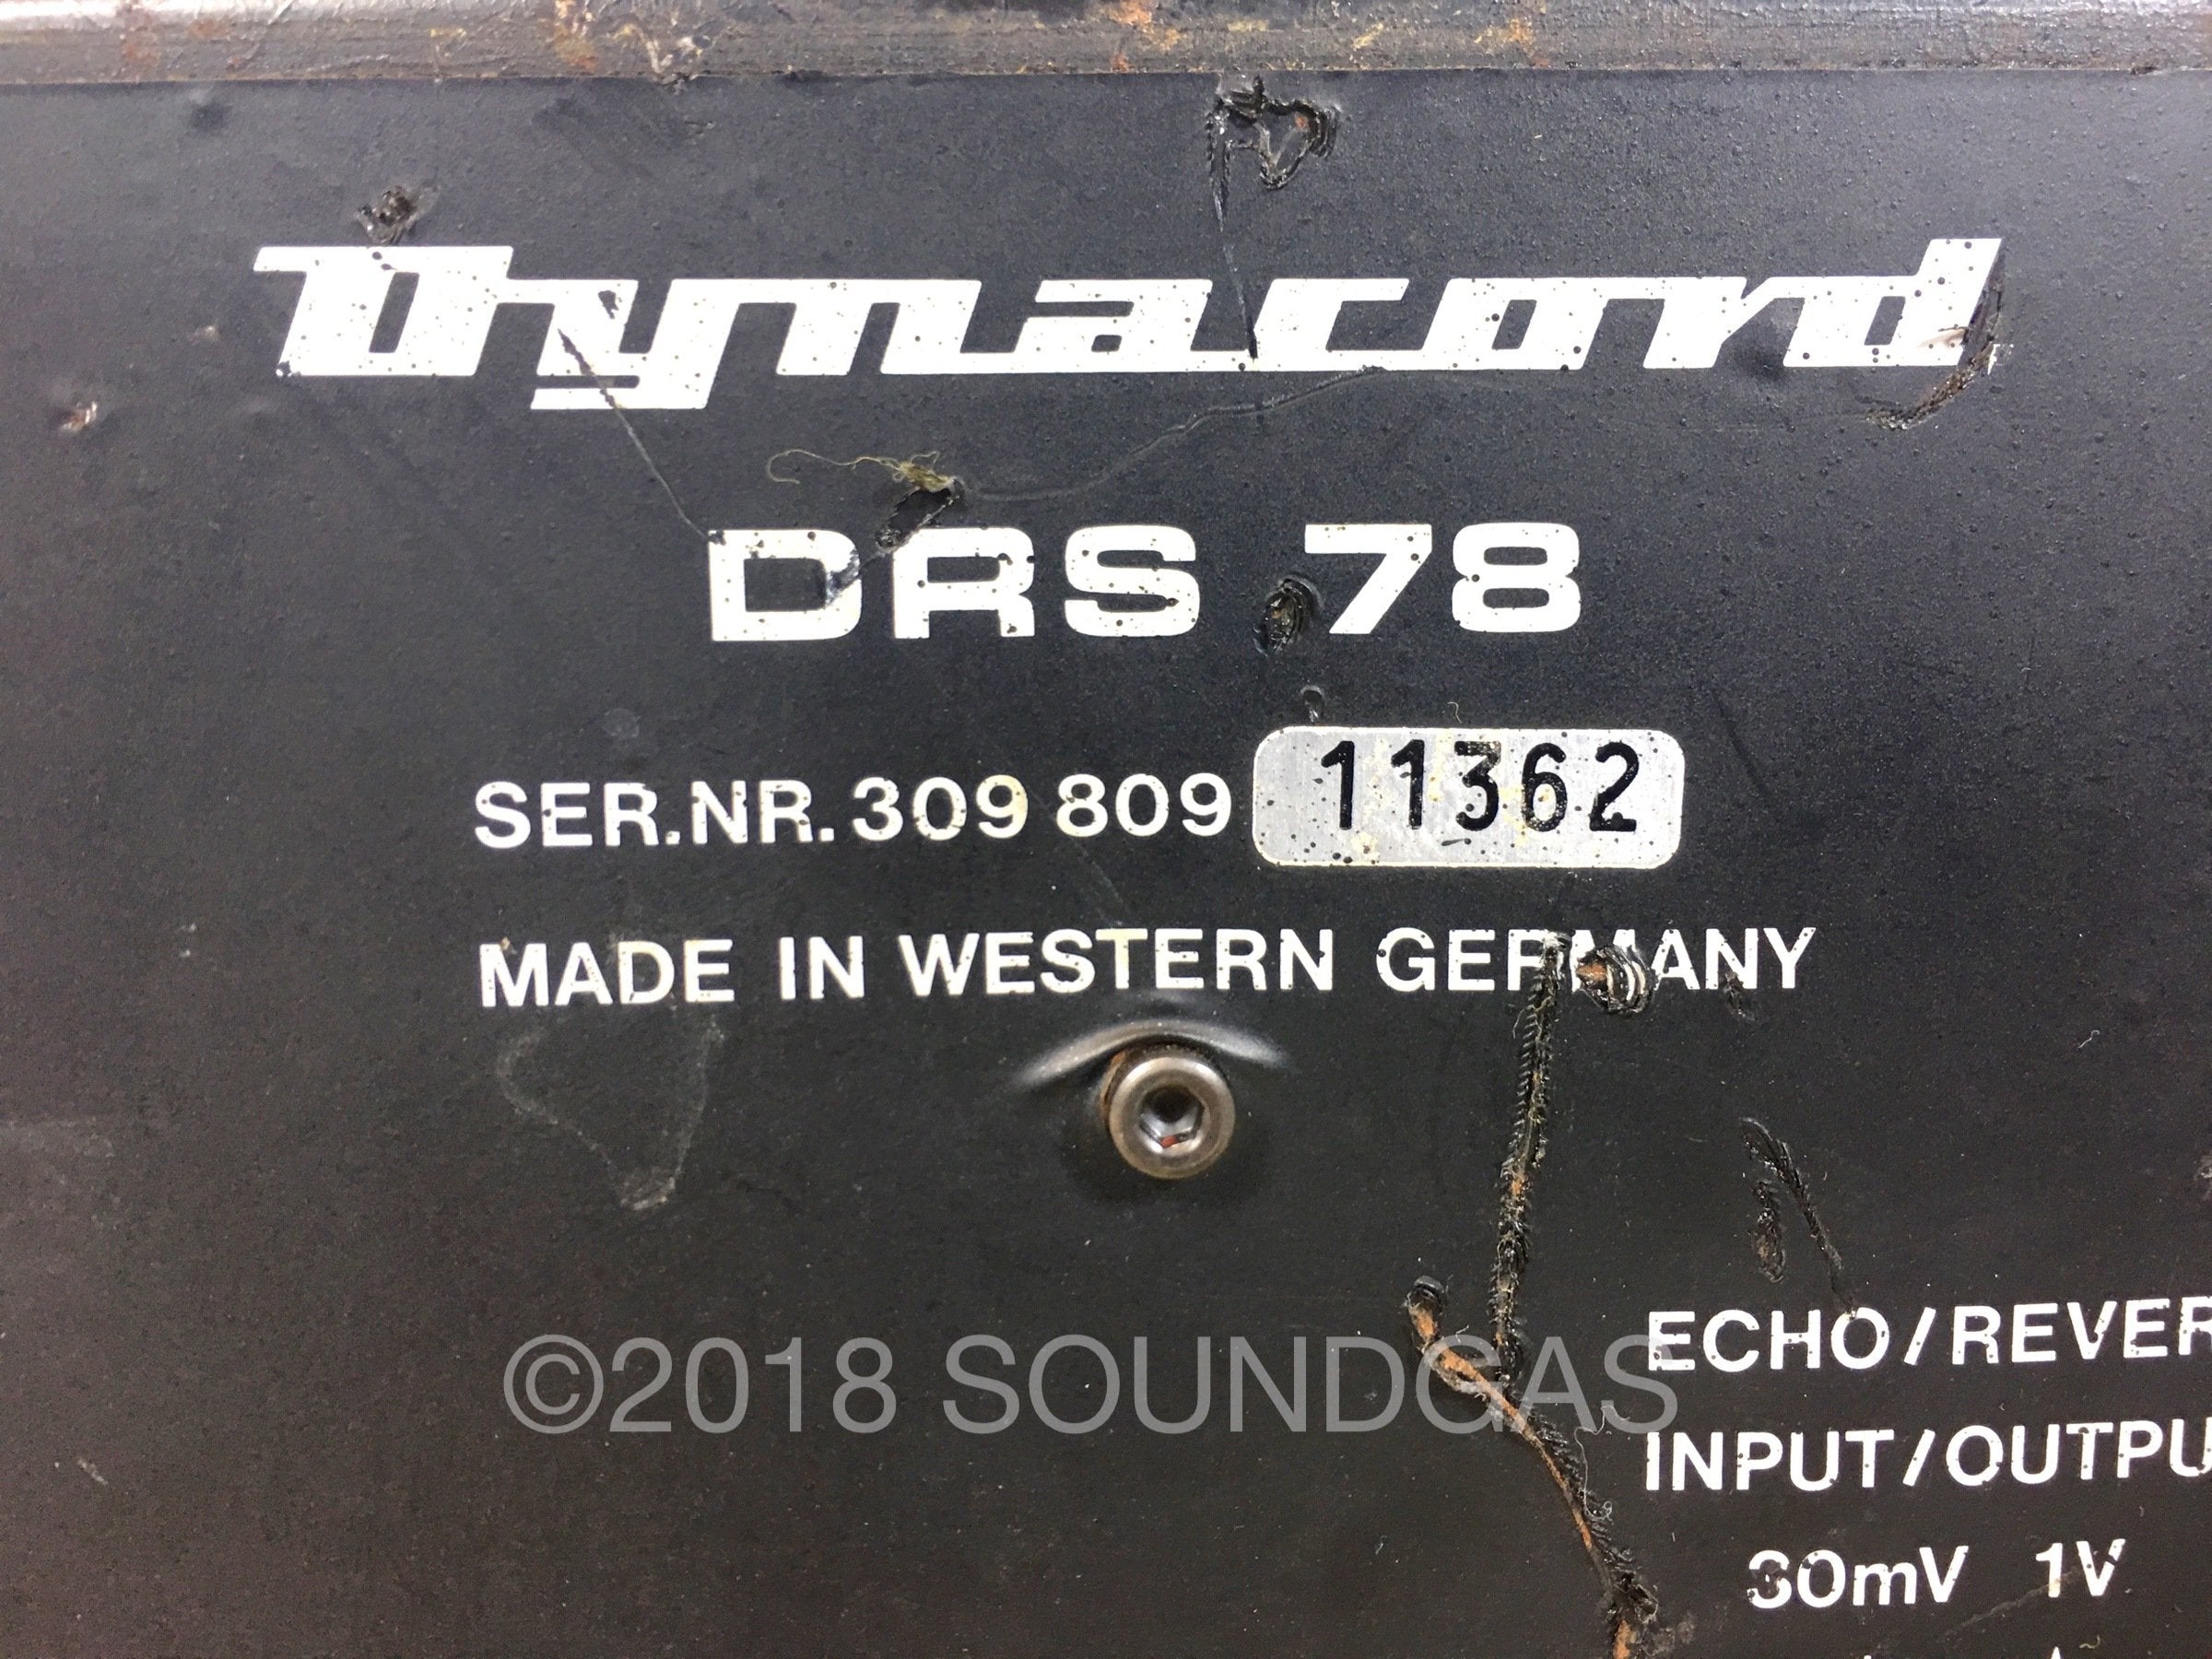 Dynacord
DRS 78
SER.NR. 309 809 11362
MADE IN WESTERN GERMANY
©2018 SOUNDGAS
ECHO/REVER
INPUT/OUTPU
30mV 1V